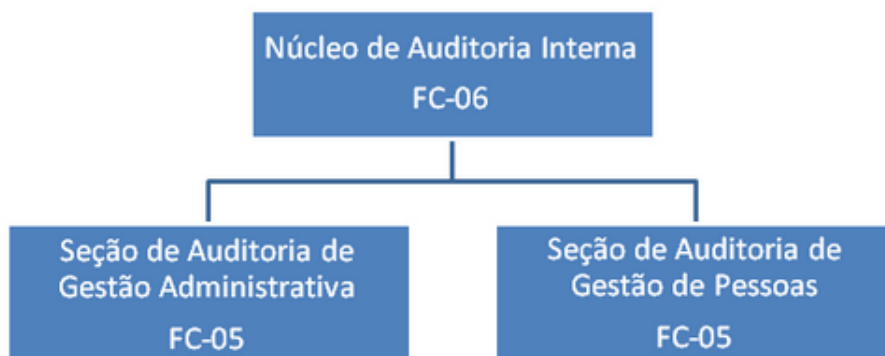 Núcleo de Auditoria Interna
FC-06
Seção de Auditoria de
Gestão Administrativa
FC-05
Seção de Auditoria de
Gestão de Pessoas
FC-05